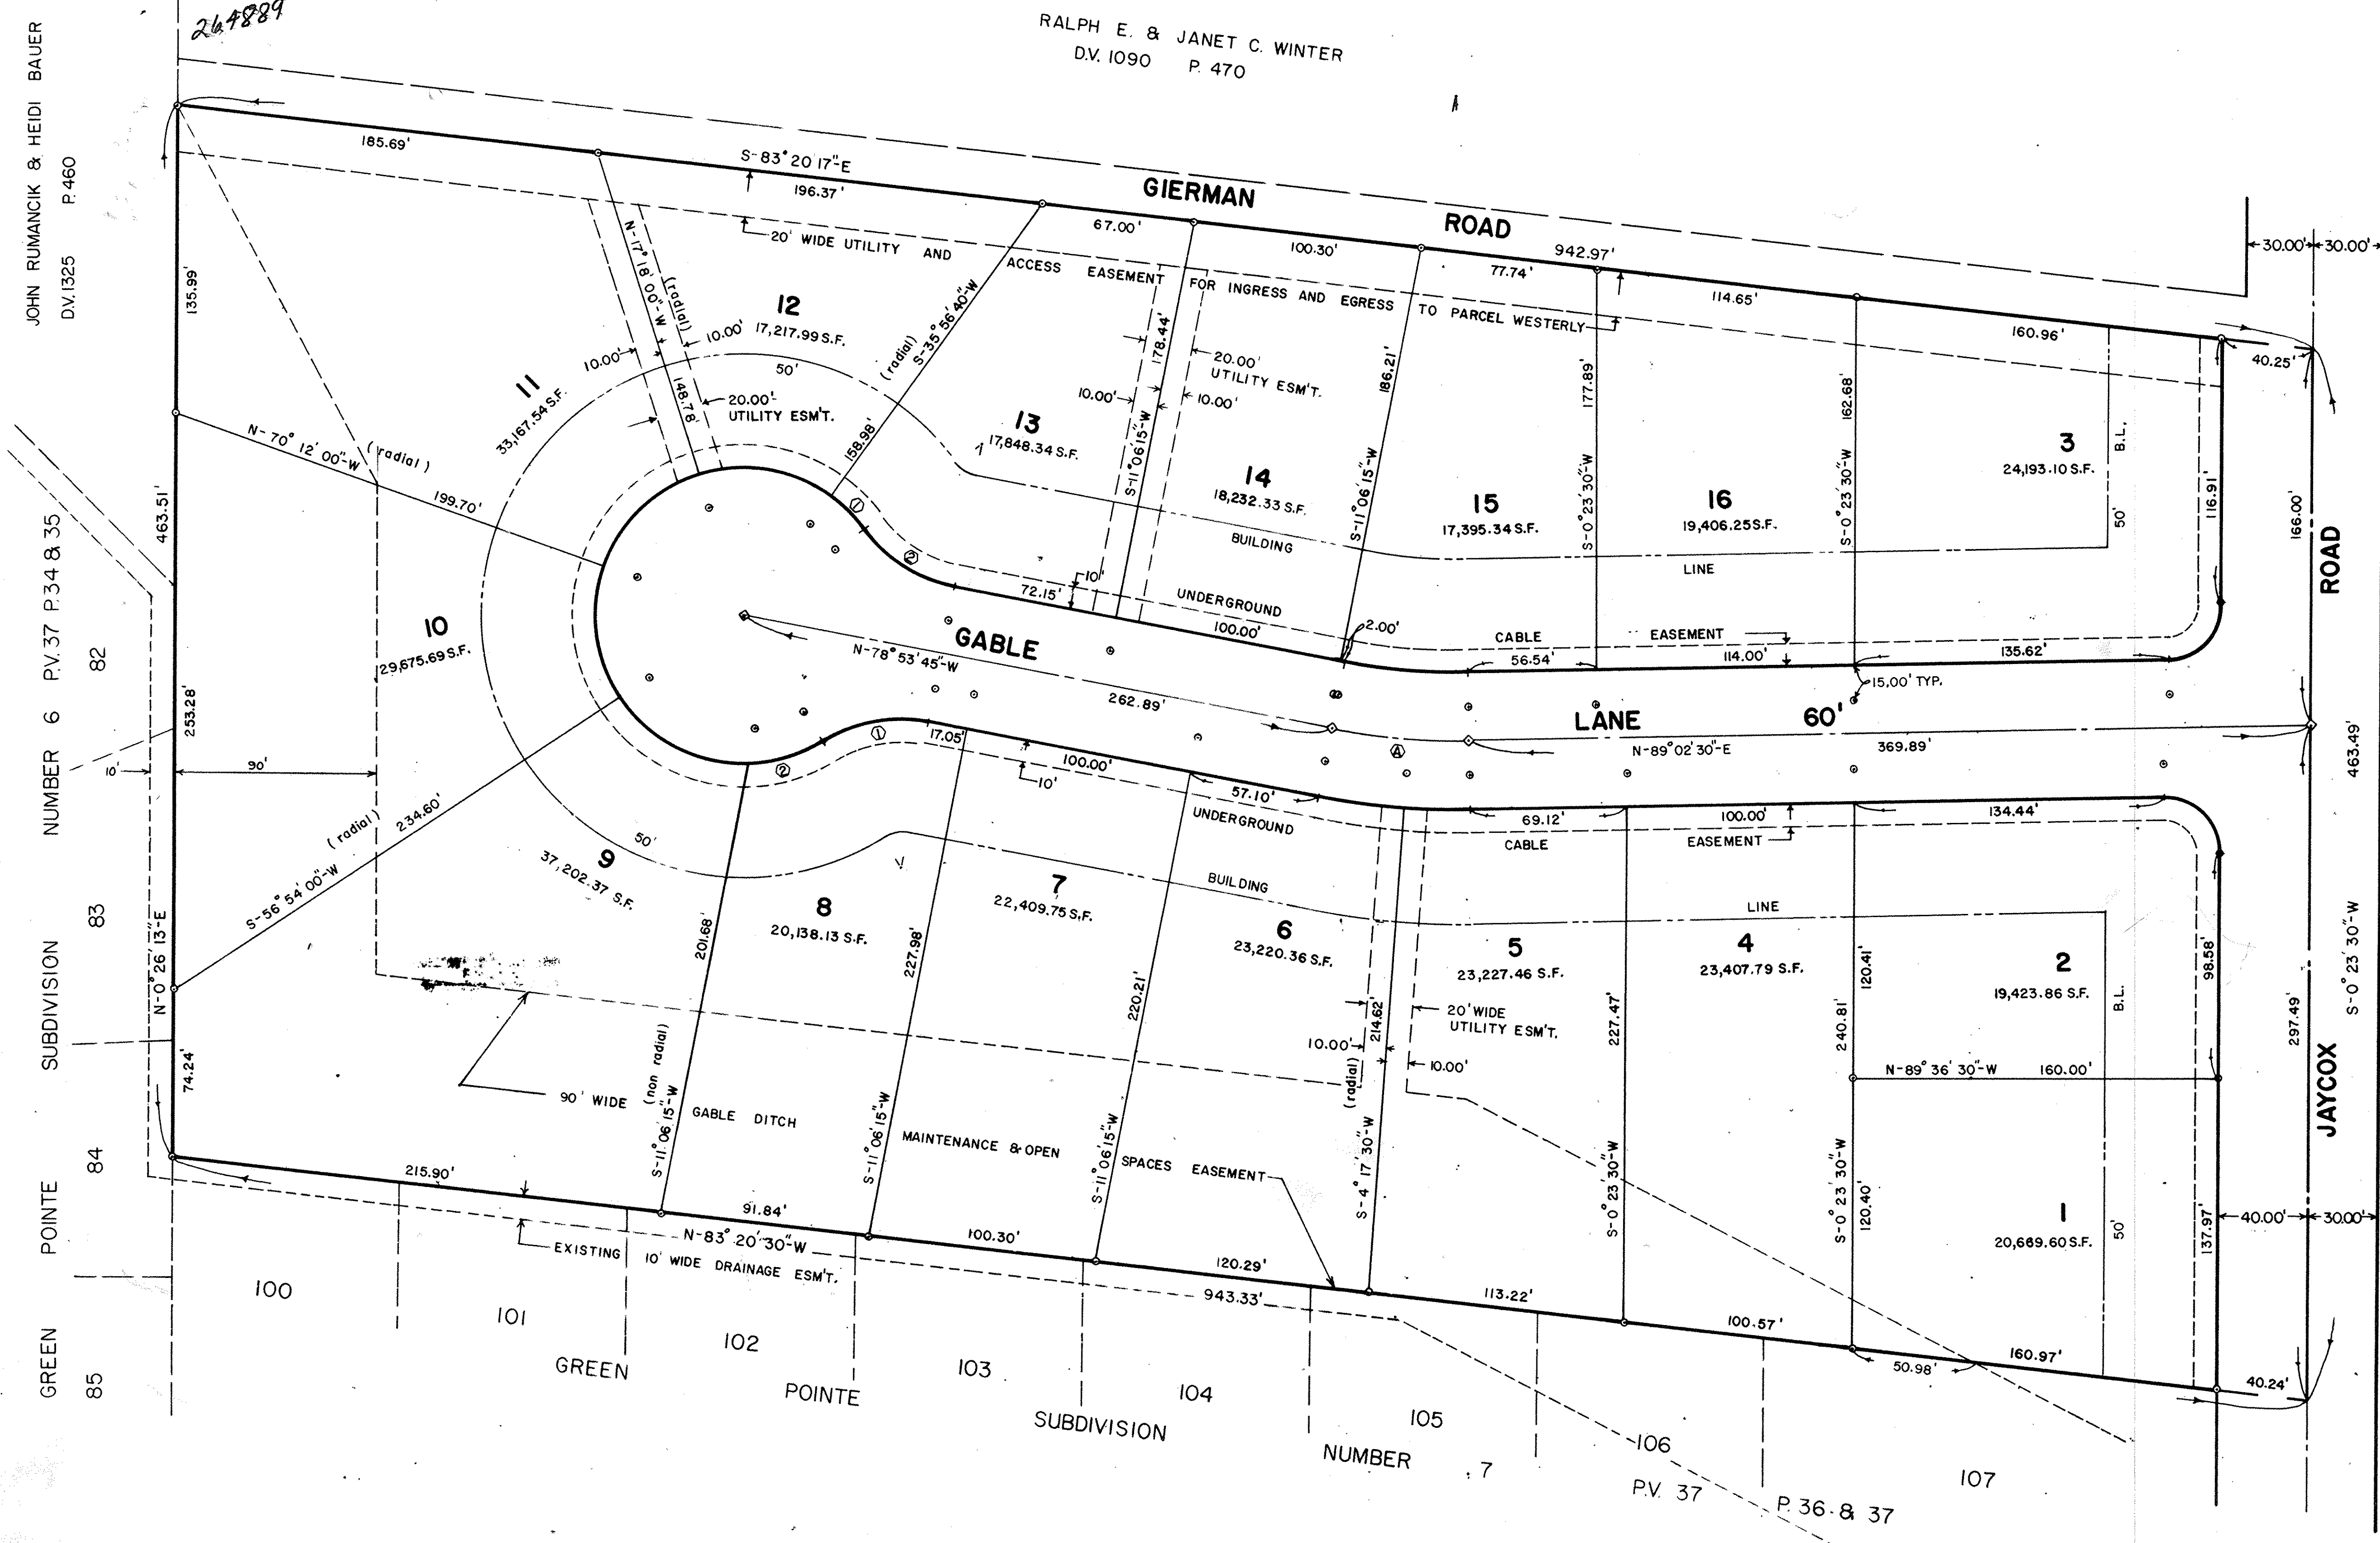 264889
RALPH E. & JANET C. WINTER
D.V. 1090 P. 470
JOHN RUMANCIK & HEIDI BAUER
D.V. 1325 P. 460
185.69'
S-83° 20' 17"-E
196.37'
GIERMAN ROAD
67.00'
100.30'
942.97'
77.74'
114.65'
160.96'
40.25'
30.00' 30.00'
20' WIDE UTILITY AND ACCESS EASEMENT FOR INGRESS AND EGRESS TO PARCEL WESTERLY
135.99'
463.51'
253.28'
N-0° 26' 13"-E
74.24'
N-70° 12' 00"-W (radial)
199.70'
11
33,167.54 S.F.
N-17° 18' 00"-W (radial)
148.78'
10.00'
10.00'
20.00'
UTILITY ESM'T.
12
17,217.99 S.F.
50'
(radial)
S-35° 56' 40"-W
158.98'
13
17,848.34 S.F.
178.44'
S-11° 06' 15"-W
10.00'
10.00'
20.00'
UTILITY ESM'T.
14
18,232.33 S.F.
186.21'
S-11° 06' 15"-W
15
17,395.34 S.F.
177.89'
S-0° 23' 30"-W
16
19,406.25 S.F.
162.68'
S-0° 23' 30"-W
3
24,193.10 S.F.
B.L.
50'
116.91'
166.00'
BUILDING LINE
1
2
72.15'
10'
UNDERGROUND CABLE EASEMENT
100.00'
2.00'
56.54'
114.00'
135.62'
15.00' TYP.
GABLE LANE 60'
N-78° 53' 45"-W
262.89'
A
N-89° 02' 30"-E
369.89'
JAYCOX ROAD
463.49'
S-0° 23' 30"-W
297.49'
10
29,675.69 S.F.
10'
90'
S-56° 54' 00"-W (radial) 234.60'
1
2
17.05'
100.00'
10'
57.10'
69.12'
100.00'
134.44'
UNDERGROUND CABLE EASEMENT
BUILDING LINE
50'
9
37,202.37 S.F.
201.68'
(non radial)
S-11° 06' 15"-W
8
20,138.13 S.F.
227.98'
S-11° 06' 15"-W
7
22,409.75 S.F.
220.21'
S-11° 06' 15"-W
6
23,220.36 S.F.
214.62'
(radial)
S-4° 17' 30"-W
10.00'
10.00'
20' WIDE
UTILITY ESM'T.
5
23,227.46 S.F.
227.47'
S-0° 23' 30"-W
4
23,407.79 S.F.
120.41'
240.81'
S-0° 23' 30"-W
120.40'
2
19,423.86 S.F.
B.L.
98.58'
N-89° 36' 30"-W 160.00'
1
20,669.60 S.F.
50'
137.97'
40.00' 30.00'
90' WIDE GABLE DITCH MAINTENANCE & OPEN SPACES EASEMENT
215.90'
91.84'
N-83° 20' 30"-W
100.30'
120.29'
943.33'
113.22'
100.57'
50.98'
160.97'
40.24'
EXISTING 10' WIDE DRAINAGE ESM'T.
GREEN POINTE SUBDIVISION NUMBER 6 P.V. 37 P. 34 & 35
82
83
84
85
100
101
102
103
104
105
106
107
GREEN POINTE SUBDIVISION NUMBER 7 P.V. 37 P. 36 & 37